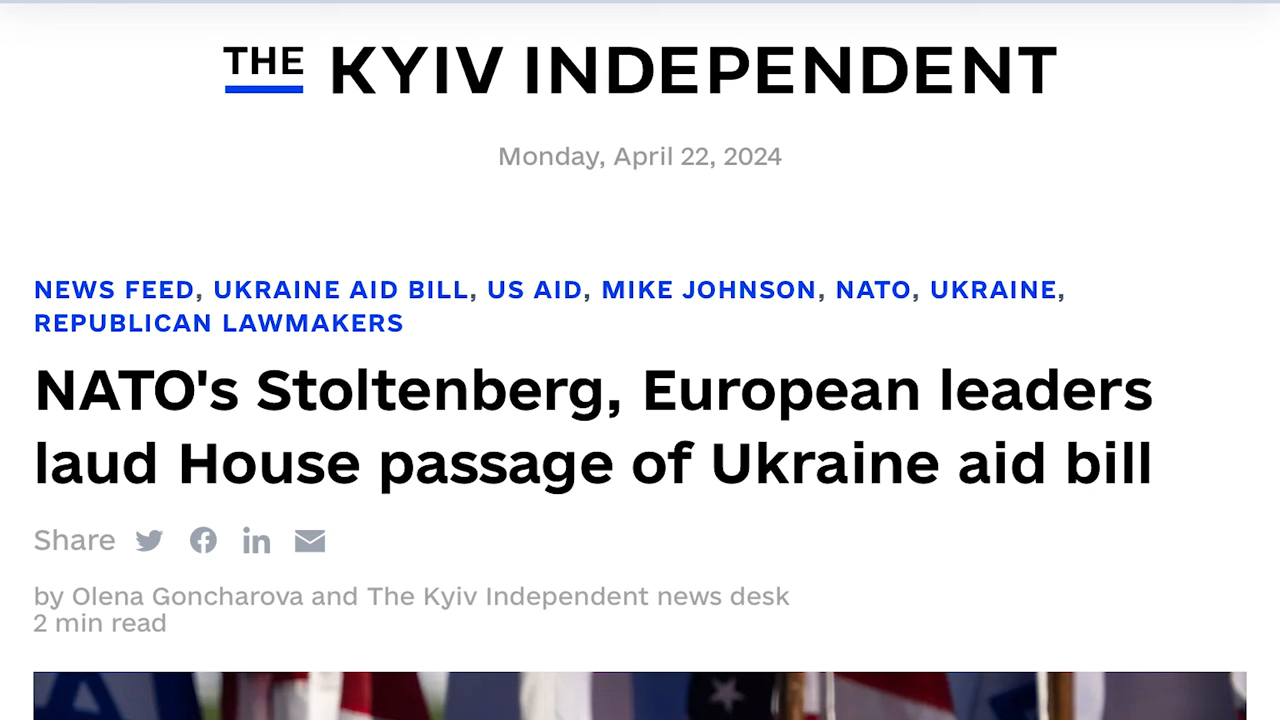 THE KYIV INDEPENDENT
Monday, April 22, 2024
NEWS FEED, UKRAINE AID BILL, US AID, MIKE JOHNSON, NATO, UKRAINE,
REPUBLICAN LAWMAKERS
NATO's Stoltenberg, European leaders
laud House passage of Ukraine aid bill
Share
by Olena Goncharova and The Kyiv Independent news desk
2 min read